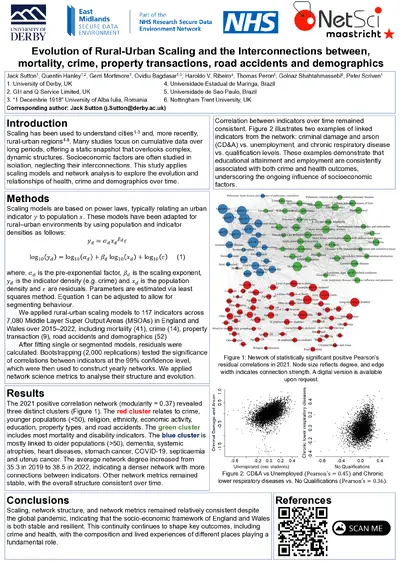 UNIVERSITY OF
DERBY
East
Midlands
SECURE DATA
ENVIRONMENT
Part of the
NHS Research Secure Data
Environment Network
NHS
NetSci
maastricht
Evolution of Rural-Urban Scaling and the Interconnections between,
mortality, crime, property transactions, road accidents and demographics
Jack Sutton¹, Quentin Hanley¹,², Gerri Mortimore¹, Ovidiu Bagdasar¹,³, Haroldo V. Ribeiro⁴, Thomas Peron⁵, Golnaz Shahtahmassebi⁶, Peter Scriven¹
1. University of Derby, UK
2. GH and Q Service Limited, UK
3. "1 Decembrie 1918" University of Alba Iulia, Romania
Corresponding author: Jack Sutton (j.Sutton@derby.ac.uk)
4. Universidade Estadual de Maringa, Brazil
5. Universidade de Sao Paulo, Brazil
6. Nottingham Trent University, UK
Introduction
Scaling has been used to understand cities¹⁻³ and, more recently,
rural-urban regions⁴⁻⁸. Many studies focus on cumulative data over
long periods, offering a static snapshot that overlooks complex,
dynamic structures. Socioeconomic factors are often studied in
isolation, neglecting their interconnections. This study applies
scaling models and network analysis to explore the evolution and
relationships of health, crime and demographics over time.
Methods
Scaling models are based on power laws, typically relating an urban
indicator y to population x. These models have been adapted for
rural–urban environments by using population and indicator
densities as follows:
where, αd is the pre-exponential factor, βd is the scaling exponent,
yd is the indicator density (e.g. crime) and xd is the population
density and ε are residuals. Parameters are estimated via least
squares method. Equation 1 can be adjusted to allow for
segmenting behaviour.
We applied rural-urban scaling models to 117 indicators across
7,080 Middle Layer Super Output Areas (MSOAs) in England and
Wales over 2015–2022, including mortality (41), crime (14), property
transaction (9), road accidents and demographics (52)
After fitting single or segmented models, residuals were
calculated. Bootstrapping (2,000 replications) tested the significance
of correlations between indicators at the 99% confidence level,
which were then used to construct yearly networks. We applied
network science metrics to analyse their structure and evolution.
Results
The 2021 positive correlation network (modularity = 0.37) revealed
three distinct clusters (Figure 1). The red cluster relates to crime,
younger populations (<50), religion, ethnicity, economic activity,
education, property types, and road accidents. The green cluster
includes most mortality and disability indicators. The blue cluster is
mostly linked to older populations (>50), dementia, systemic
atrophies, heart diseases, stomach cancer, COVID-19, septicaemia
and uterus cancer. The average network degree increased from
35.3 in 2019 to 38.5 in 2022, indicating a denser network with more
connections between indicators. Other network metrics remained
stable, with the overall structure consistent over time.
Correlation between indicators over time remained
consistent. Figure 2 illustrates two examples of linked
indicators from the network: criminal damage and arson
(CD&A) vs. unemployment, and chronic respiratory disease
vs. qualification levels. These examples demonstrate that
educational attainment and employment are consistently
associated with both crime and health outcomes,
underscoring the ongoing influence of socioeconomic
factors.
Figure 1: Network of statistically significant positive Pearson's
residual correlations in 2021. Node size reflects degree, and edge
width indicates connection strength. A digital version is available
upon request.
Criminal Damage and Arson
Unemployed (exc students)
Chronic lower respiratory diseases
No Qualifications
Figure 2: CD&A vs Unemployed (Pearson's = 0.45) and Chronic
lower respiratory diseases vs. No Qualifications (Pearson's = 0.36).
Conclusions
Scaling, network structure, and network metrics remained relatively consistent despite
the global pandemic, indicating that the socio-economic framework of England and Wales
is both stable and resilient. This continuity continues to shape key outcomes, including
crime and health, with the composition and lived experiences of different places playing a
fundamental role.
References
SCAN ME